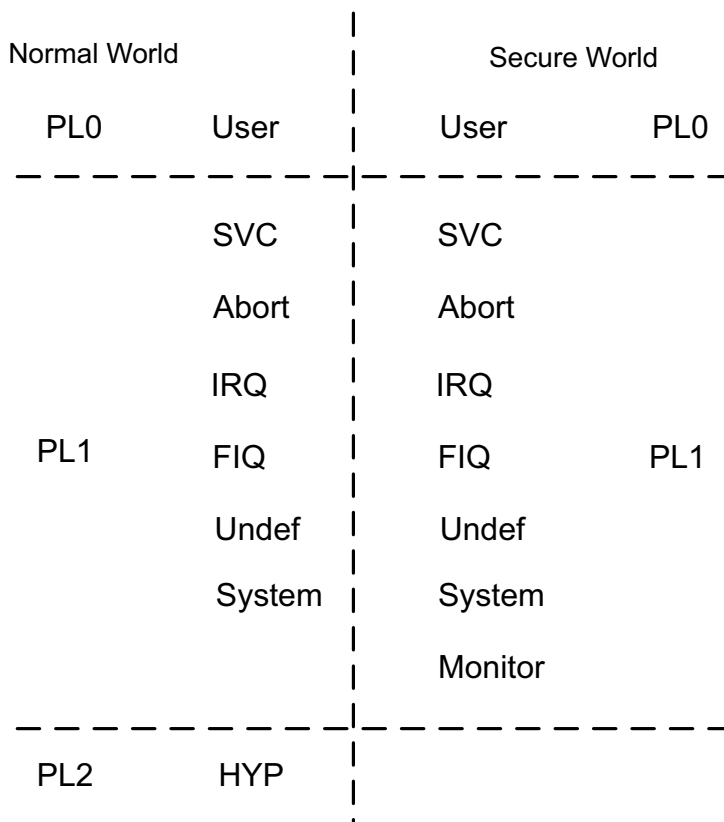 Normal World Secure World
PL0 User User PL0
SVC SVC
Abort Abort
IRQ IRQ
PL1 FIQ FIQ PL1
Undef Undef
System System
Monitor
PL2 HYP